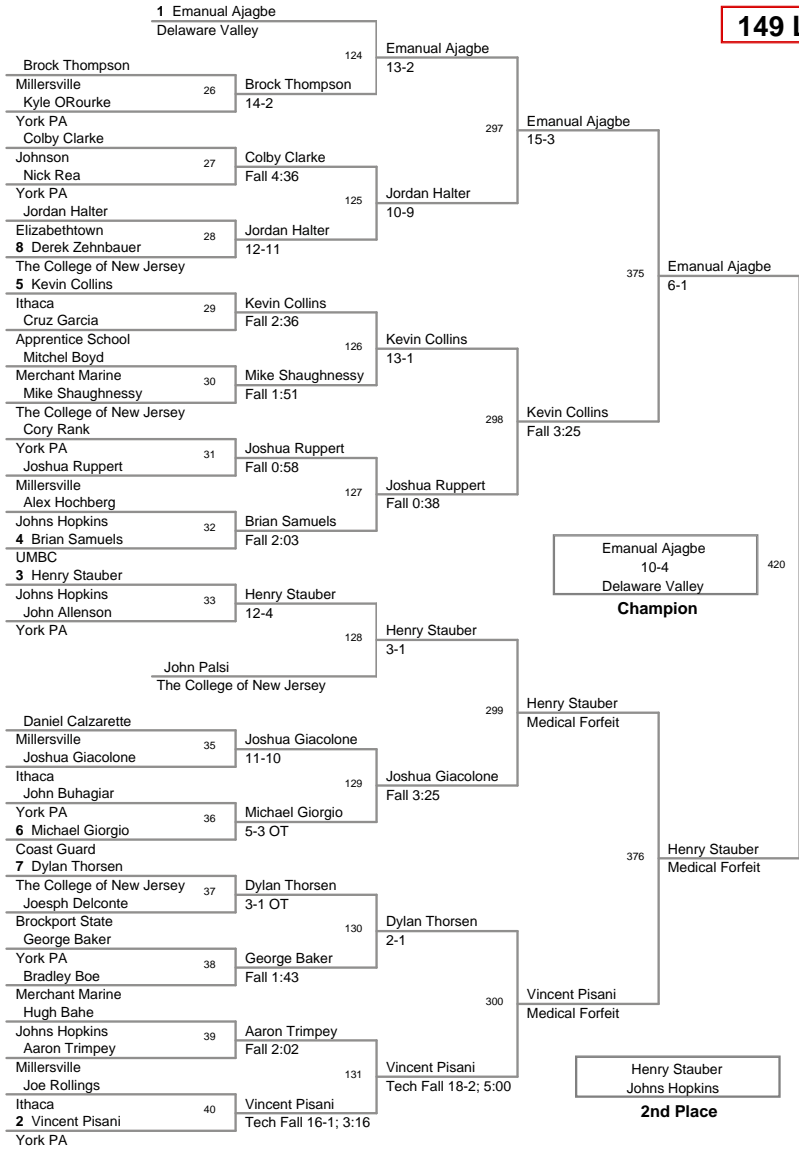 1 Emanuel Ajagbe
Delaware Valley
149 L
124
Emanual Ajagbe
13-2
Brock Thompson
Millersville
26
Brock Thompson
14-2
Kyle ORourke
York PA
297
Emanual Ajagbe
15-3
Colby Clarke
Johnson
27
Colby Clarke
Fall 4:36
Nick Rea
York PA
125
Jordan Halter
10-9
Jordan Halter
Elizabethtown
28
Jordan Halter
12-11
8 Derek Zehnbauer
The College of New Jersey
375
Emanual Ajagbe
6-1
5 Kevin Collins
Ithaca
29
Kevin Collins
Fall 2:36
Cruz Garcia
Apprentice School
126
Kevin Collins
13-1
Mitchel Boyd
Merchant Marine
30
Mike Shaughnessy
Fall 1:51
Mike Shaughnessy
The College of New Jersey
298
Kevin Collins
Fall 3:25
Cory Rank
York PA
31
Joshua Ruppert
Fall 0:58
Joshua Ruppert
Millersville
127
Joshua Ruppert
Fall 0:38
Alex Hochberg
Johns Hopkins
32
Brian Samuels
Fall 2:03
4 Brian Samuels
UMBC
Emanual Ajagbe
10-4
Delaware Valley
420
Champion
3 Henry Stauber
Johns Hopkins
33
Henry Stauber
12-4
John Allenson
York PA
128
Henry Stauber
3-1
John Palsi
The College of New Jersey
299
Henry Stauber
Medical Forfeit
Daniel Calzarette
Millersville
35
Joshua Giacolone
11-10
Joshua Giacolone
Ithaca
129
Joshua Giacolone
Fall 3:25
John Buhagiar
York PA
36
Michael Giorgio
5-3 OT
6 Michael Giorgio
Coast Guard
376
Henry Stauber
Medical Forfeit
7 Dylan Thorsen
The College of New Jersey
37
Dylan Thorsen
3-1 OT
Joesph Delconte
Brockport State
130
Dylan Thorsen
2-1
George Baker
York PA
38
George Baker
Fall 1:43
Bradley Boe
Merchant Marine
300
Vincent Pisani
Medical Forfeit
Hugh Bahe
Johns Hopkins
39
Aaron Trimpey
Fall 2:02
Aaron Trimpey
Millersville
131
Vincent Pisani
Tech Fall 18-2; 5:00
Joe Rollings
Ithaca
40
Vincent Pisani
Tech Fall 16-1; 3:16
2 Vincent Pisani
York PA
Henry Stauber
Johns Hopkins
2nd Place